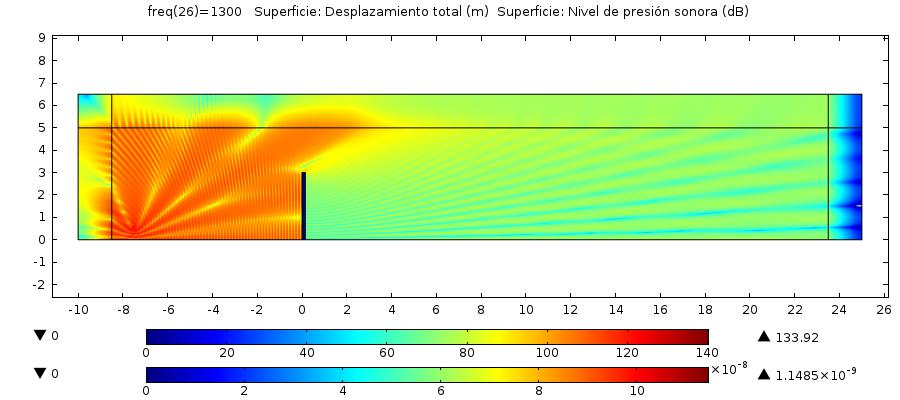 freq(26)=1300 Superficie: Desplazamiento total (m) Superficie: Nivel de presión sonora (dB)
9
8
7
6
5
4
3
2
1
0
-1
-2
-10 -8 -6 -4 -2 0 2 4 6 8 10 12 14 16 18 20 22 24 26
▼ 0 ▲ 133.92
0 20 40 60 80 100 120 140
×10⁻⁸
▼ 0 ▲ 1.1485×10⁻⁹
0 2 4 6 8 10